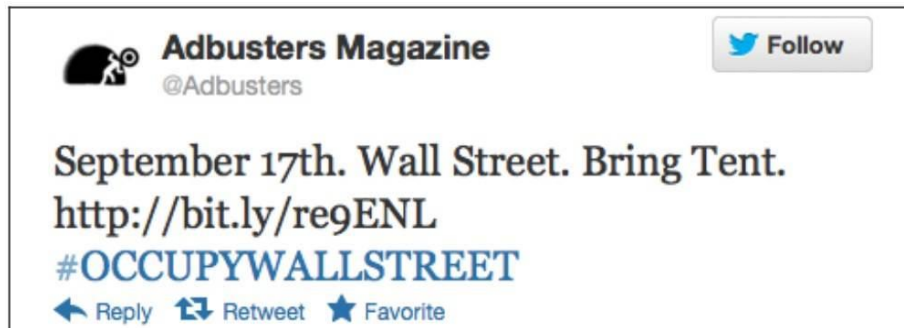 Adbusters Magazine
@Adbusters
Follow
September 17th. Wall Street. Bring Tent.
http://bit.ly/re9ENL
#OCCUPYWALLSTREET
Reply Retweet Favorite